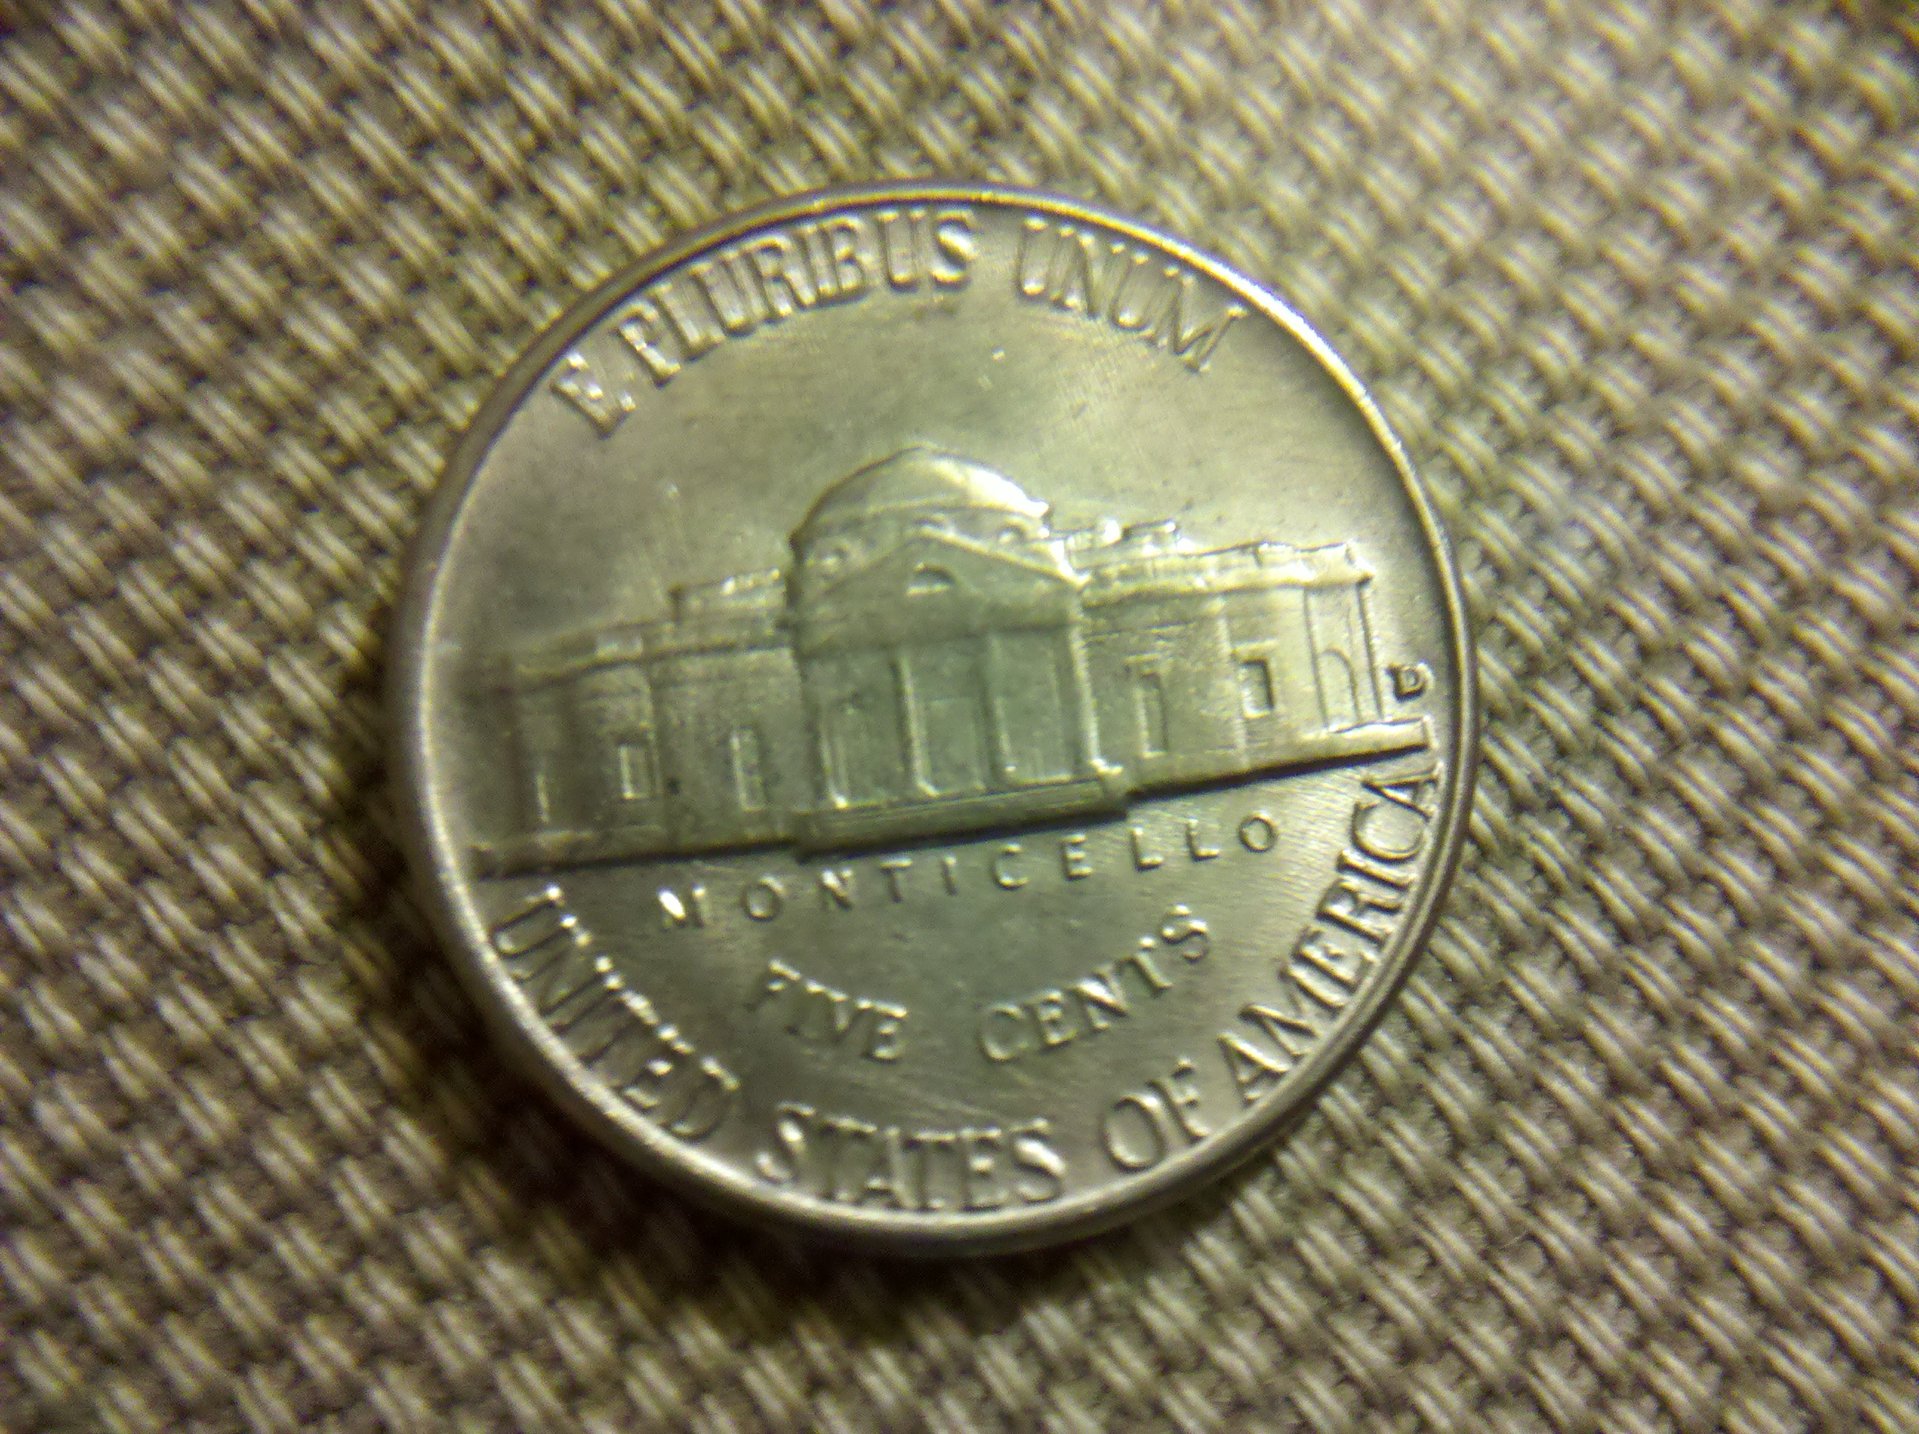 E PLURIBUS UNUM
D
MONTICELLO
FIVE CENTS
UNITED STATES OF AMERICA